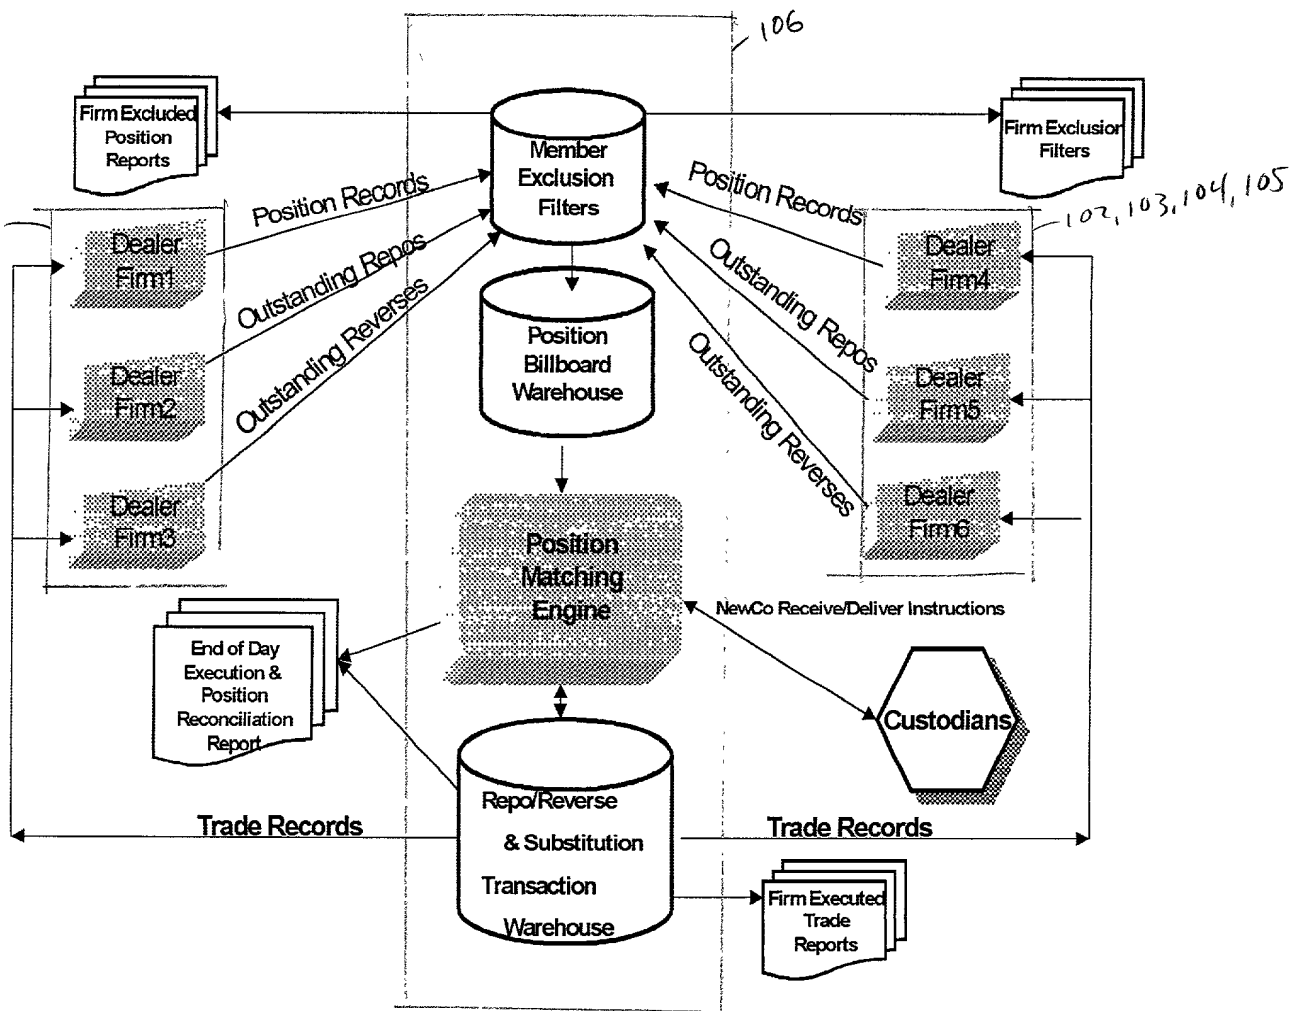 106
Firm Excluded
Position
Reports
Member
Exclusion
Filters
Firm Exclusion
Filters
Position Records
Position Records
102, 103, 104, 105
Dealer
Firm1
Outstanding Repos
Outstanding Repos
Dealer
Firm4
Outstanding Reverses
Outstanding Reverses
Position
Billboard
Warehouse
Dealer
Firm2
Dealer
Firm5
Dealer
Firm3
Dealer
Firm6
Position
Matching
Engine
NewCo Receive/Deliver Instructions
End of Day
Execution &
Position
Reconciliation
Report
Custodians
Repo/Reverse
& Substitution
Transaction
Warehouse
Trade Records
Trade Records
Firm Executed
Trade
Reports